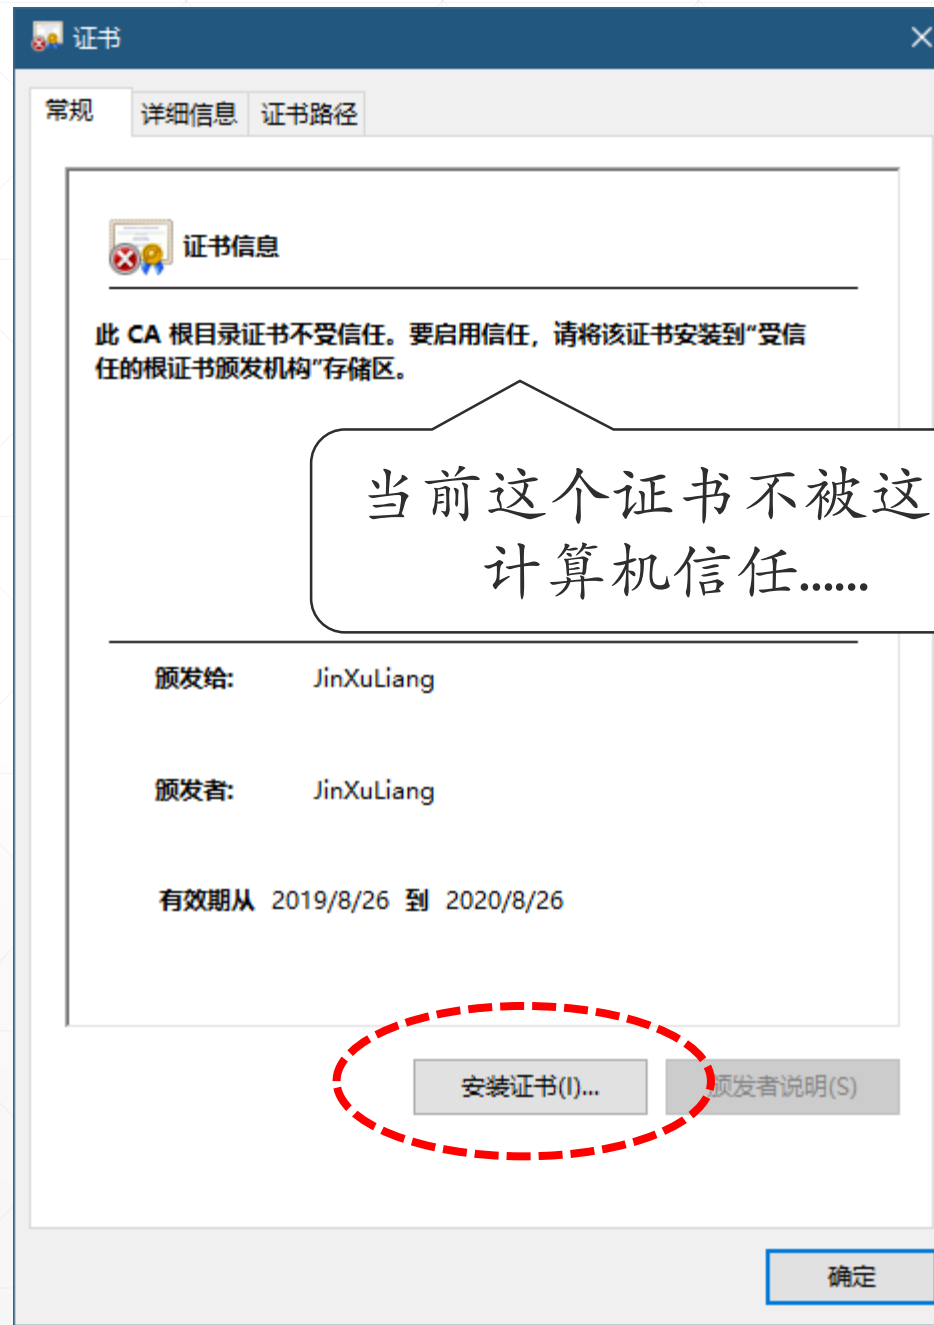 证书
常规
详细信息
证书路径
证书信息
此 CA 根目录证书不受信任。要启用信任，请将该证书安装到“受信
任的根证书颁发机构”存储区。
当前这个证书不被这
计算机信任……
颁发给: JinXuLiang
颁发者: JinXuLiang
有效期从 2019/8/26 到 2020/8/26
安装证书(I)...
颁发者说明(S)
确定